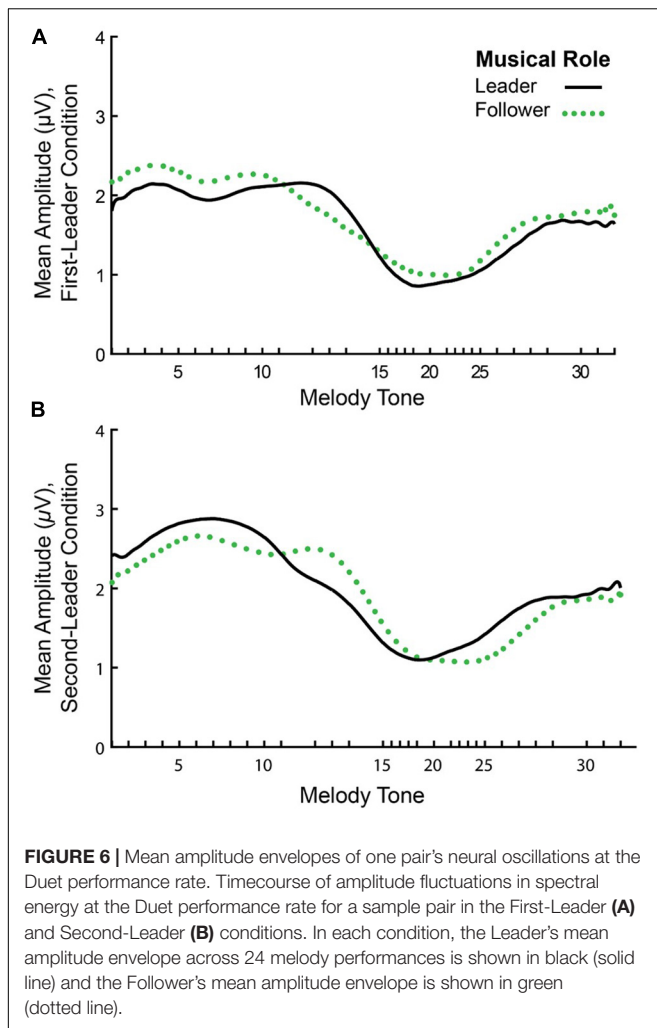 A
4
3
2
1
0
Mean Amplitude (µV),
First-Leader Condition
Musical Role
Leader
Follower
5 10 15 20 25 30
Melody Tone
B
4
3
2
1
0
Mean Amplitude (µV),
Second-Leader Condition
5 10 15 20 25 30
Melody Tone
FIGURE 6 | Mean amplitude envelopes of one pair's neural oscillations at the
Duet performance rate. Timecourse of amplitude fluctuations in spectral
energy at the Duet performance rate for a sample pair in the First-Leader (A)
and Second-Leader (B) conditions. In each condition, the Leader's mean
amplitude envelope across 24 melody performances is shown in black (solid
line) and the Follower's mean amplitude envelope is shown in green
(dotted line).